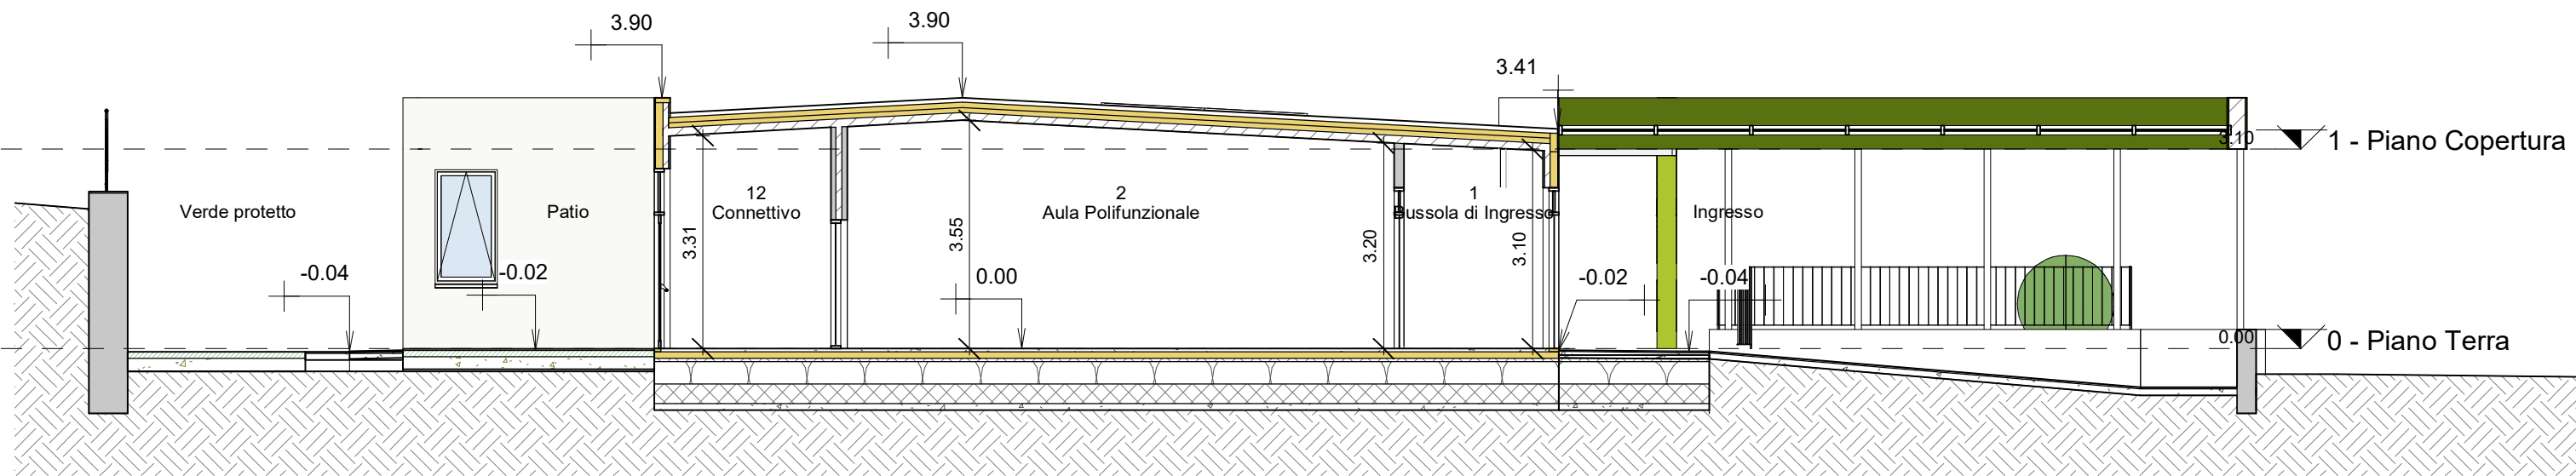 3.90
3.90
3.41
3.10
1 - Piano Copertura
Verde protetto
Patio
12
Connettivo
2
Aula Polifunzionale
1
Bussola di Ingresso
Ingresso
3.31
3.55
3.20
3.10
-0.04
-0.02
0.00
-0.02
-0.04
0.00
0 - Piano Terra